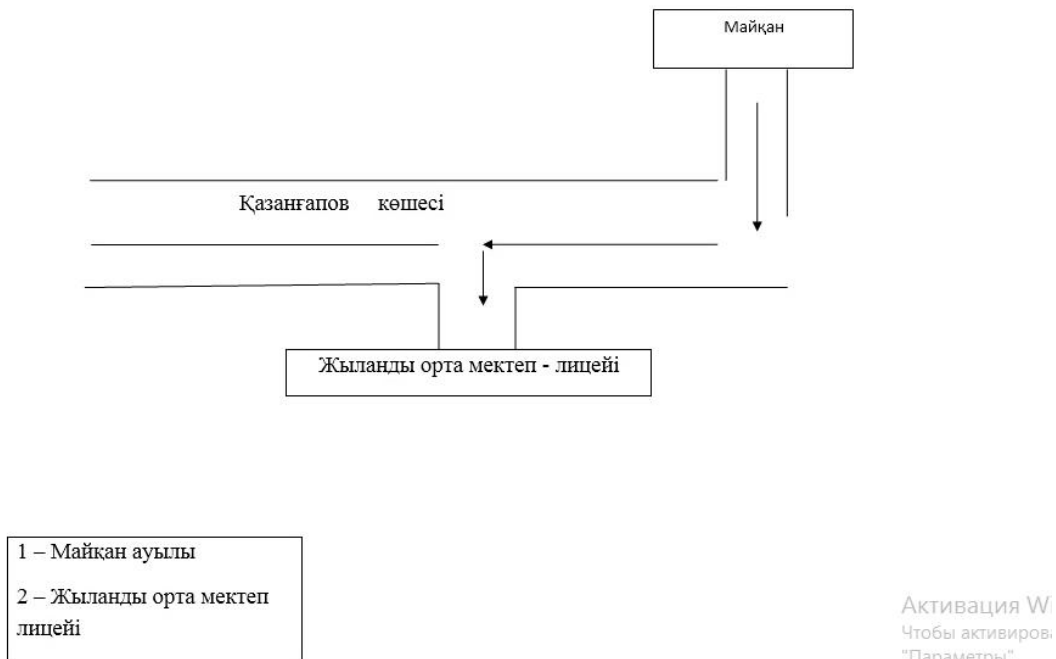 Майқан
Қазанғапов көшесі
Жыланды орта мектеп - лицейі
1 – Майқан ауылы
2 – Жыланды орта мектеп
лицейі
Активация Wi
Чтобы активирова
"Параметры"